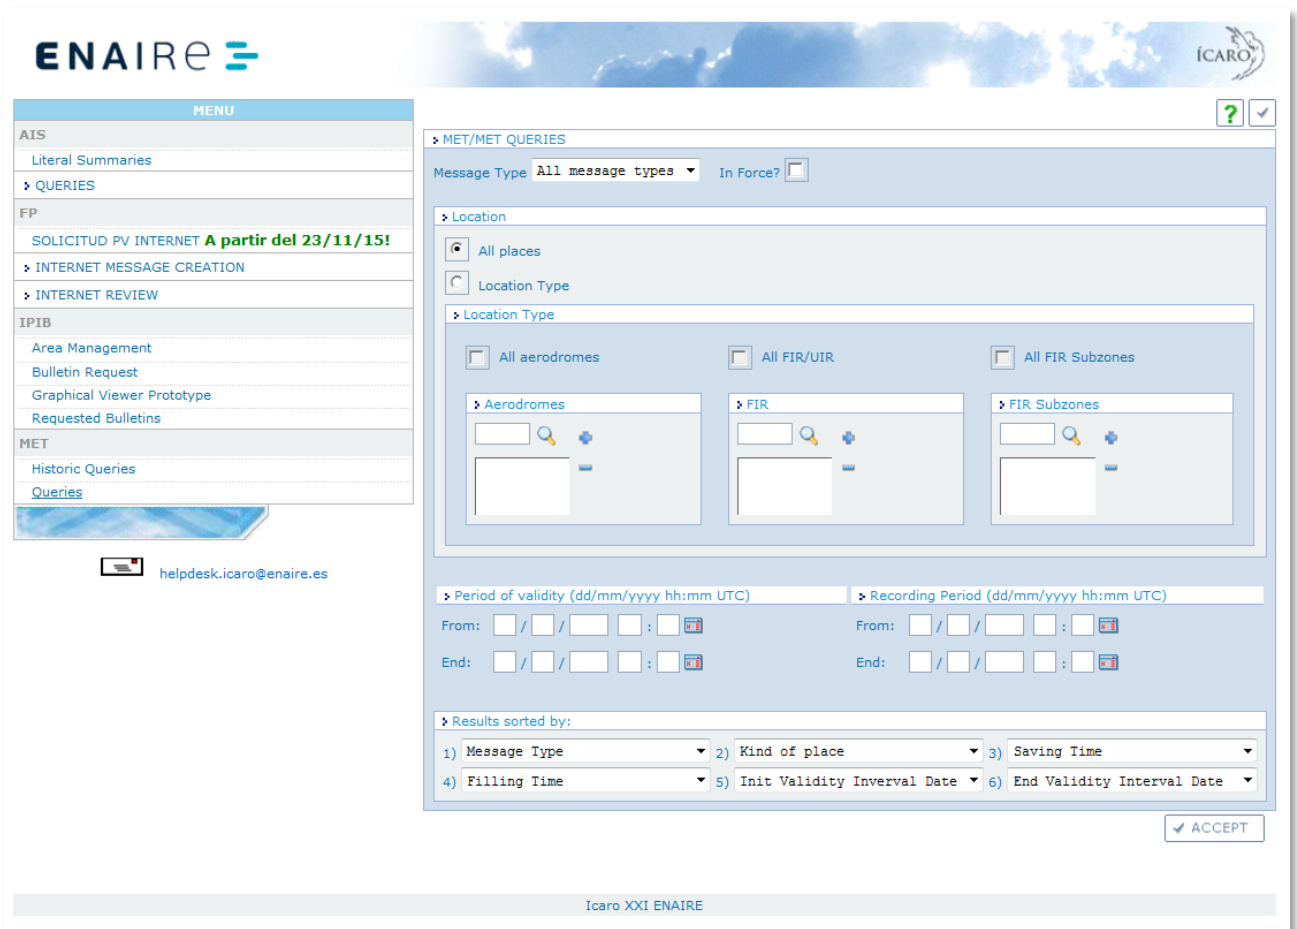 ENAIRe
ÍCARO
MENU
AIS
Literal Summaries
QUERIES
FP
SOLICITUD PV INTERNET A partir del 23/11/15!
INTERNET MESSAGE CREATION
INTERNET REVIEW
IPIB
Area Management
Bulletin Request
Graphical Viewer Prototype
Requested Bulletins
MET
Historic Queries
Queries
helpdesk.icaro@enaire.es
?
MET/MET QUERIES
Message Type All message types In Force?
Location
All places
Location Type
Location Type
All aerodromes All FIR/UIR All FIR Subzones
Aerodromes FIR FIR Subzones
Period of validity (dd/mm/yyyy hh:mm UTC) Recording Period (dd/mm/yyyy hh:mm UTC)
From: / / : From: / / :
End: / / : End: / / :
Results sorted by:
1) Message Type 2) Kind of place 3) Saving Time
4) Filling Time 5) Init Validity Inverval Date 6) End Validity Interval Date
ACCEPT
Icaro XXI ENAIRE